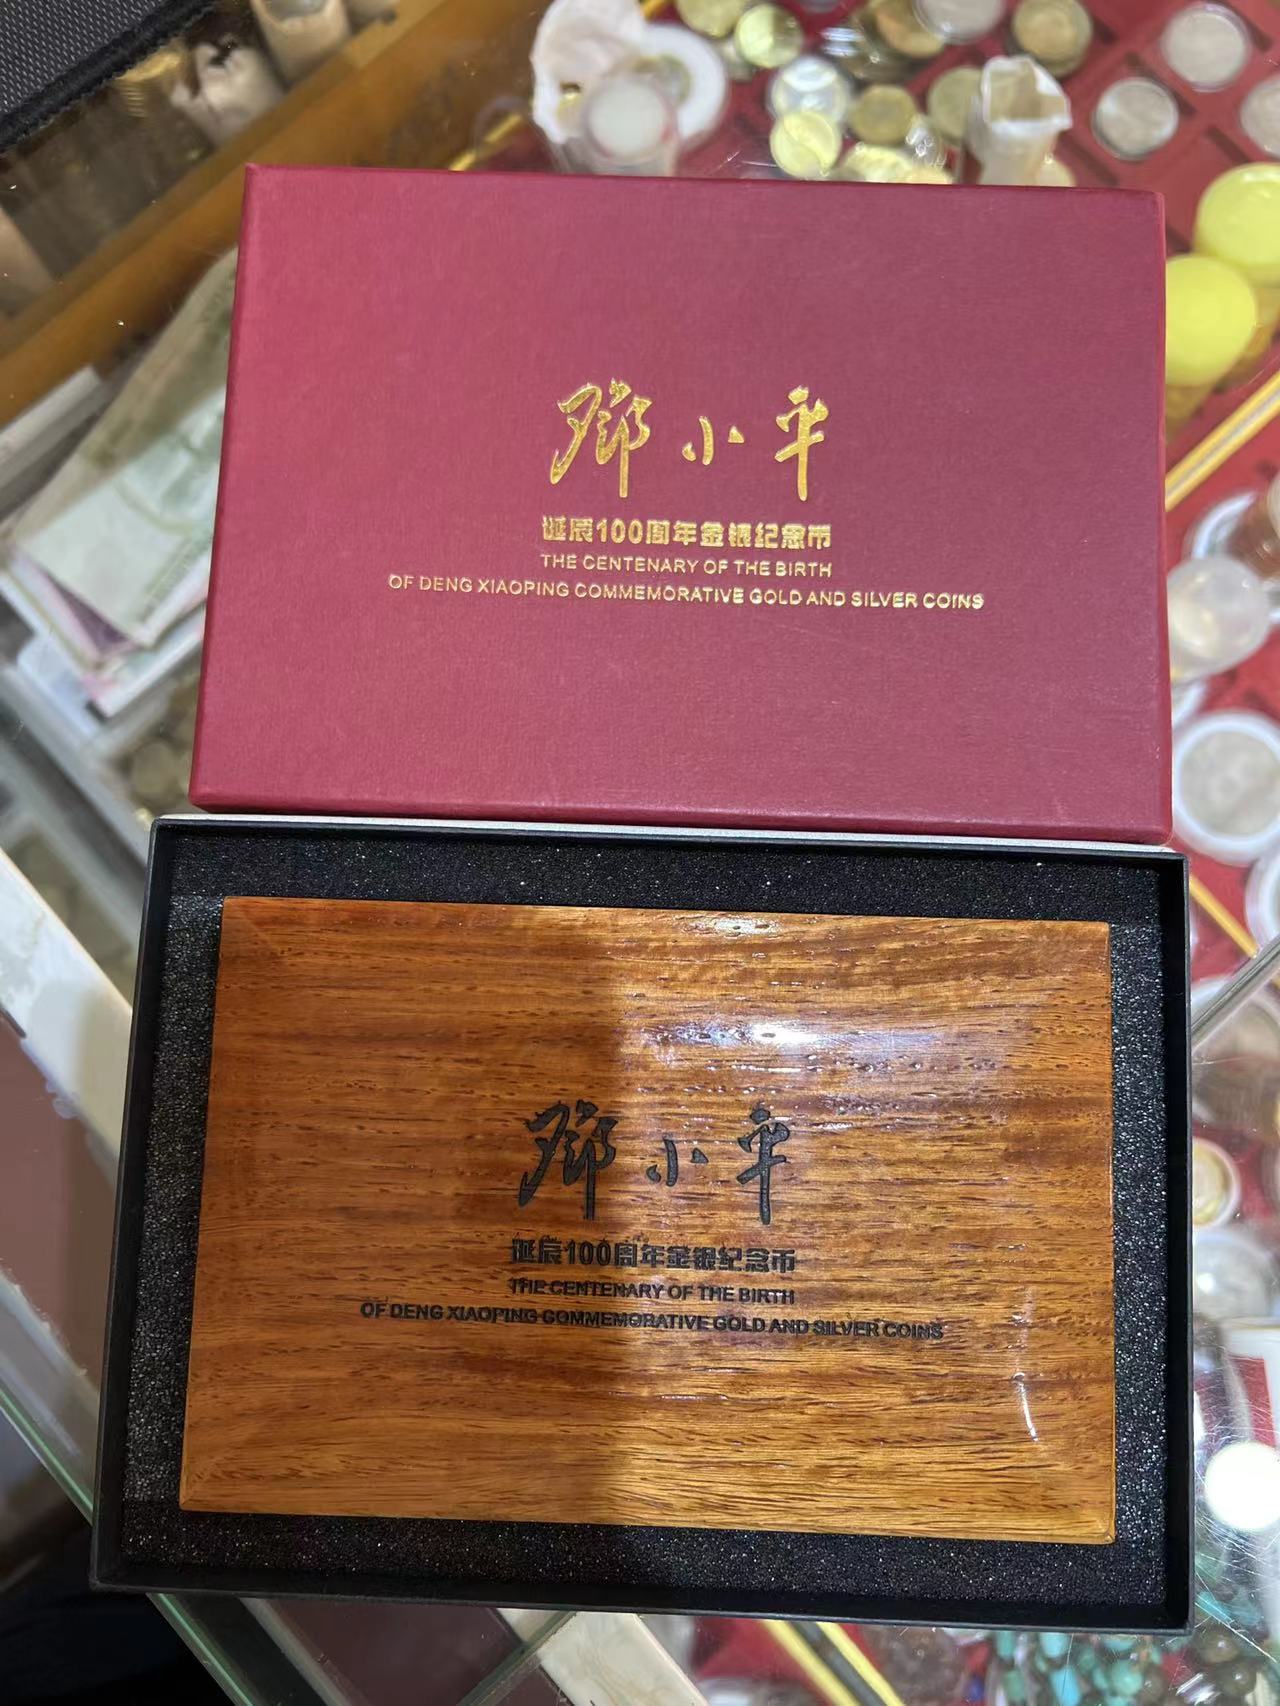 鄧小平
诞辰100周年金银纪念币
THE CENTENARY OF THE BIRTH
OF DENG XIAOPING COMMEMORATIVE GOLD AND SILVER COINS
鄧小平
诞辰100周年金银纪念币
THE CENTENARY OF THE BIRTH
OF DENG XIAOPING COMMEMORATIVE GOLD AND SILVER COINS